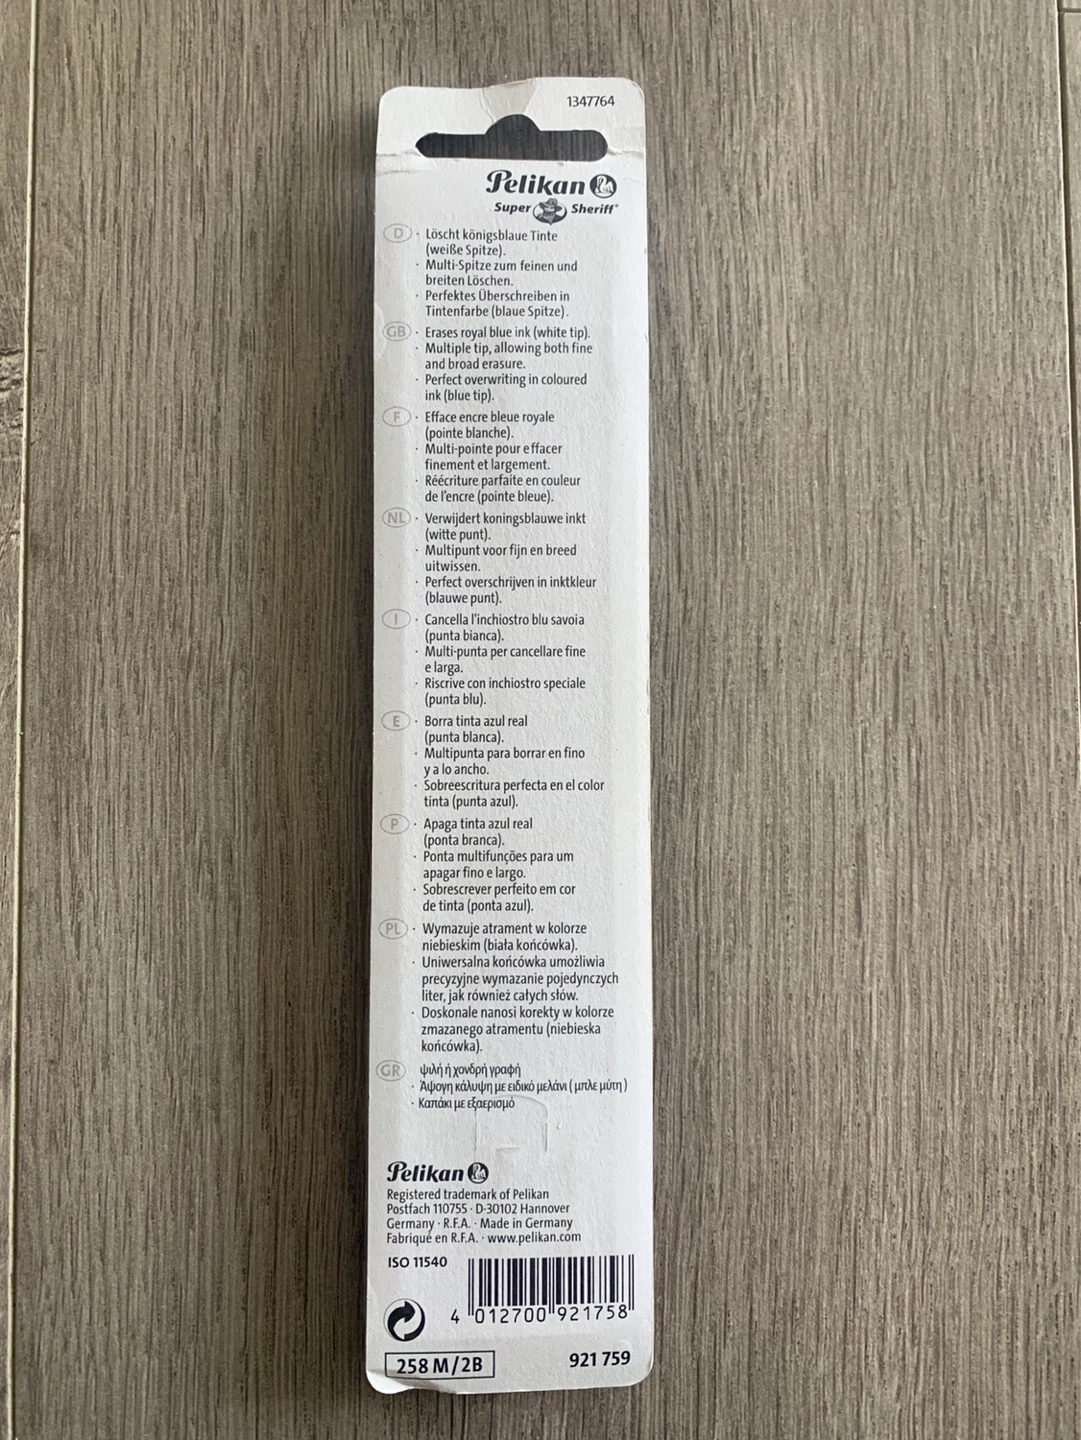 1347764
Pelikan
Super Sheriff®
D · Löscht königsblaue Tinte
(weiße Spitze).
· Multi-Spitze zum feinen und
breiten Löschen.
· Perfektes Überschreiben in
Tintenfarbe (blaue Spitze).
GB · Erases royal blue ink (white tip).
· Multiple tip, allowing both fine
and broad erasure.
· Perfect overwriting in coloured
ink (blue tip).
F · Efface encre bleue royale
(pointe blanche).
· Multi-pointe pour effacer
finement et largement.
· Réécriture parfaite en couleur
de l'encre (pointe bleue).
NL · Verwijdert koningsblauwe inkt
(witte punt).
· Multipunt voor fijn en breed
uitwissen.
· Perfect overschrijven in inktkleur
(blauwe punt).
I · Cancella l'inchiostro blu savoia
(punta bianca).
· Multi-punta per cancellare fine
e larga.
· Riscrive con inchiostro speciale
(punta blu).
E · Borra tinta azul real
(punta blanca).
· Multipunta para borrar en fino
y a lo ancho.
· Sobreescritura perfecta en el color
tinta (punta azul).
P · Apaga tinta azul real
(ponta branca).
· Ponta multifunções para um
apagar fino e largo.
· Sobrescrever perfeito em cor
de tinta (ponta azul).
PL · Wymazuje atrament w kolorze
niebieskim (biała końcówka).
· Uniwersalna końcówka umożliwia
precyzyjne wymazanie pojedynczych
liter, jak również całych słów.
· Doskonale nanosi korekty w kolorze
zmazanego atramentu (niebieska
końcówka).
GR ψιλή ή χονδρή γραφή
· Άψογη κάλυψη με ειδικό μελάνι ( μπλε μύτη )
· Καπάκι με εξαερισμό
Pelikan
Registered trademark of Pelikan
Postfach 110755 · D-30102 Hannover
Germany · R.F.A. · Made in Germany
Fabriqué en R.F.A. · www.pelikan.com
ISO 11540
4 012700 921758
258 M/2B
921 759